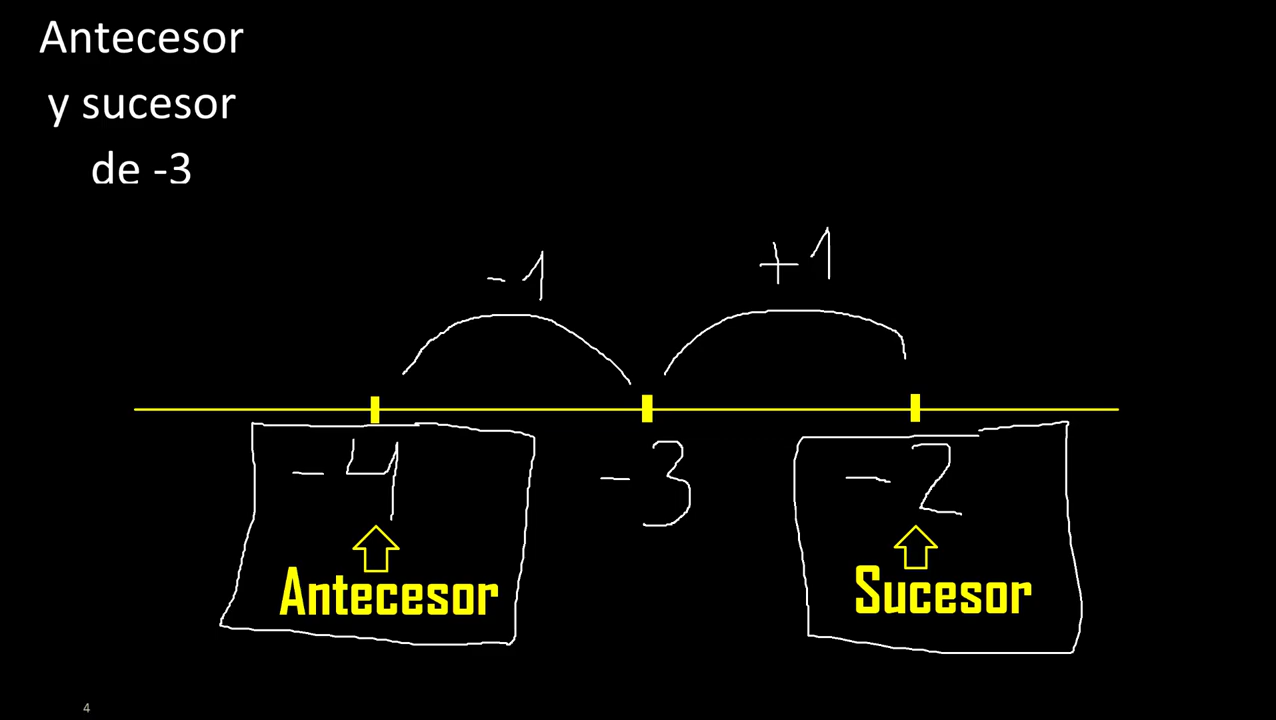 Antecesor
y sucesor
de -3
-1 +1
-4 -3 -2
Antecesor Sucesor
4